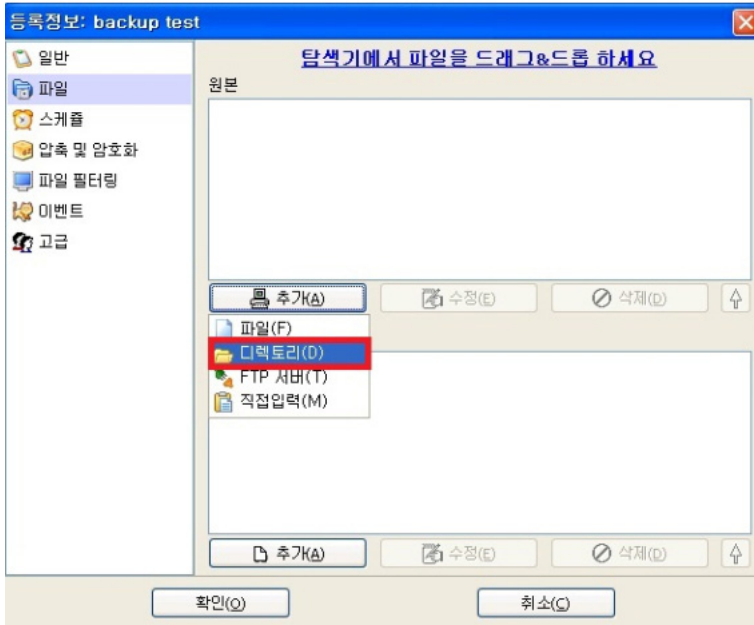 등록정보: backup test
일반
파일
스케쥴
압축 및 암호화
파일 필터링
이벤트
고급
탐색기에서 파일을 드래그&드롭 하세요
원본
추가(A)
수정(E)
삭제(D)
파일(F)
디렉토리(D)
FTP 서버(T)
직접입력(M)
추가(A)
수정(E)
삭제(D)
확인(O)
취소(C)